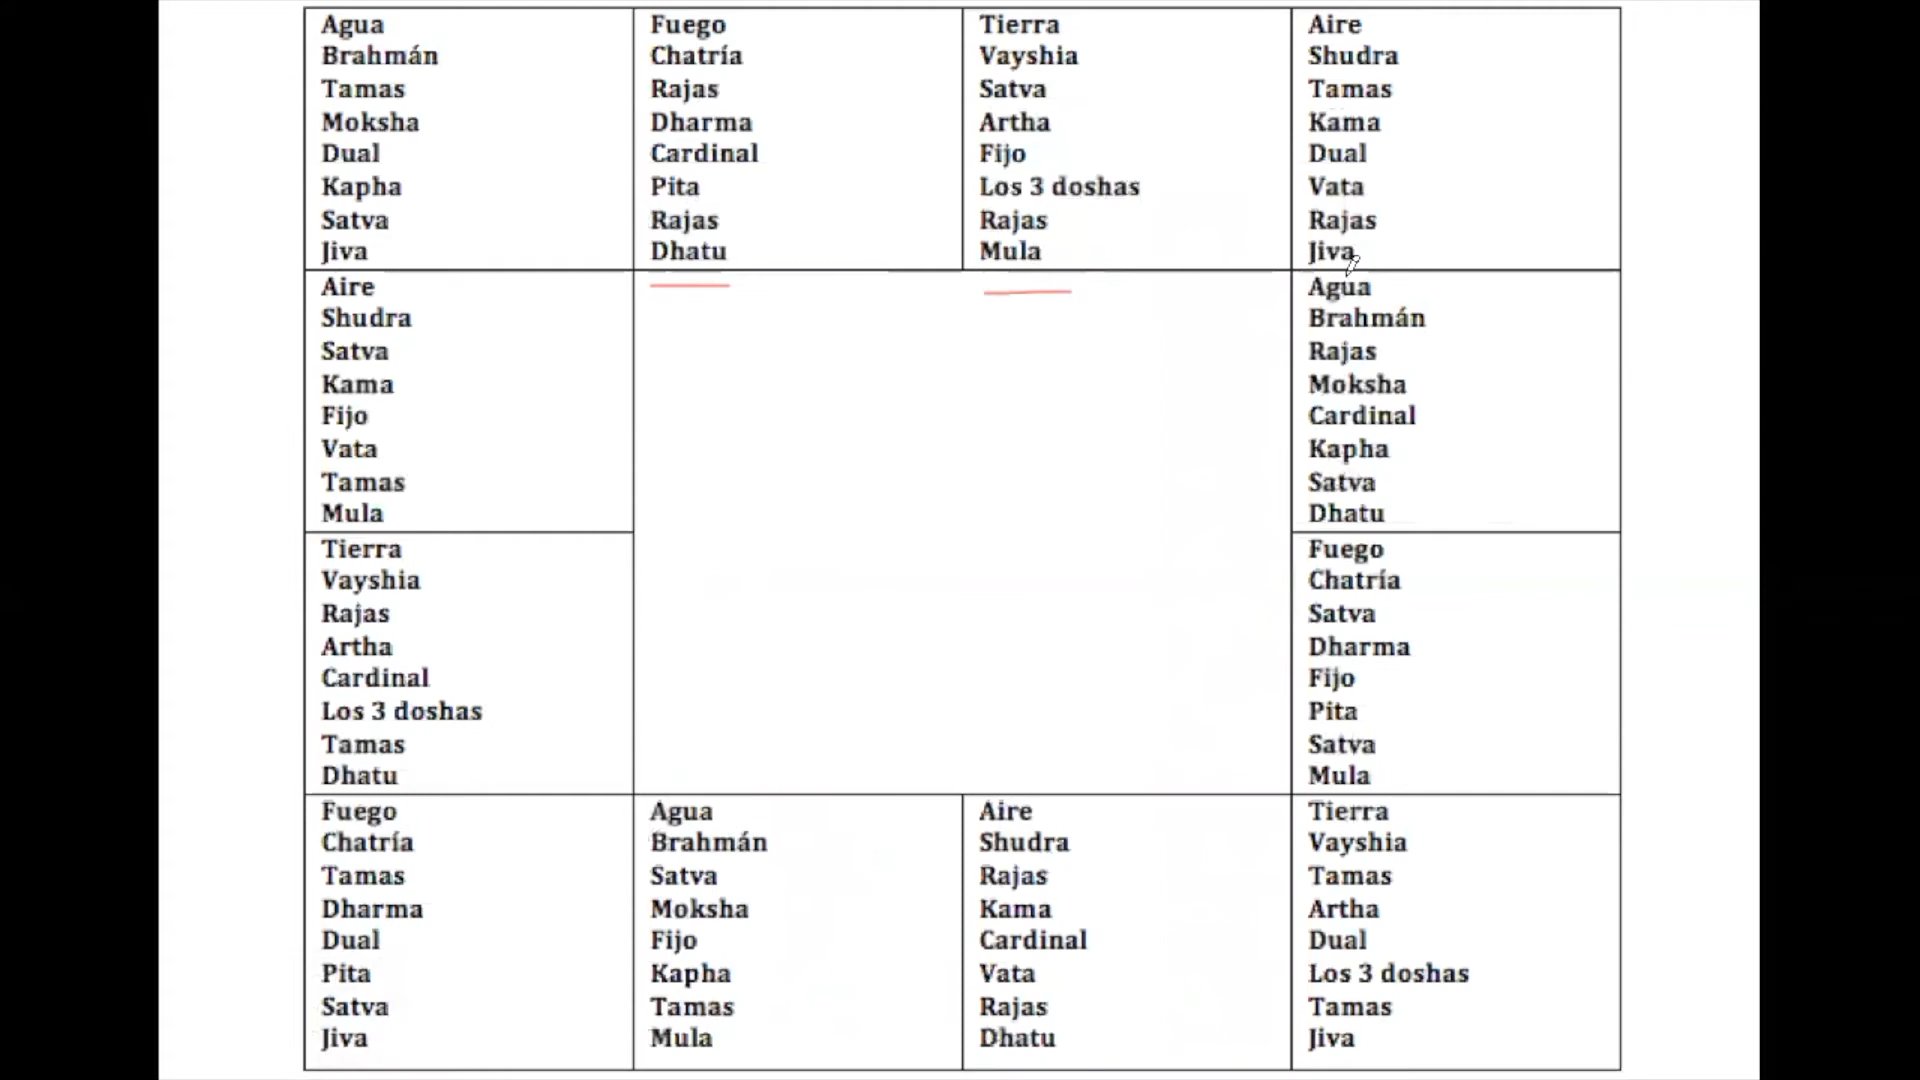 Agua
Brahmán
Tamas
Moksha
Dual
Kapha
Satva
Jiva
Fuego
Chatría
Rajas
Dharma
Cardinal
Pita
Rajas
Dhatu
Tierra
Vayshia
Satva
Artha
Fijo
Los 3 doshas
Rajas
Mula
Aire
Shudra
Tamas
Kama
Dual
Vata
Rajas
Jiva
Aire
Shudra
Satva
Kama
Fijo
Vata
Tamas
Mula
Agua
Brahmán
Rajas
Moksha
Cardinal
Kapha
Satva
Dhatu
Tierra
Vayshia
Rajas
Artha
Cardinal
Los 3 doshas
Tamas
Dhatu
Fuego
Chatría
Satva
Dharma
Fijo
Pita
Satva
Mula
Fuego
Chatría
Tamas
Dharma
Dual
Pita
Satva
Jiva
Agua
Brahmán
Satva
Moksha
Fijo
Kapha
Tamas
Mula
Aire
Shudra
Rajas
Kama
Cardinal
Vata
Rajas
Dhatu
Tierra
Vayshia
Tamas
Artha
Dual
Los 3 doshas
Tamas
Jiva